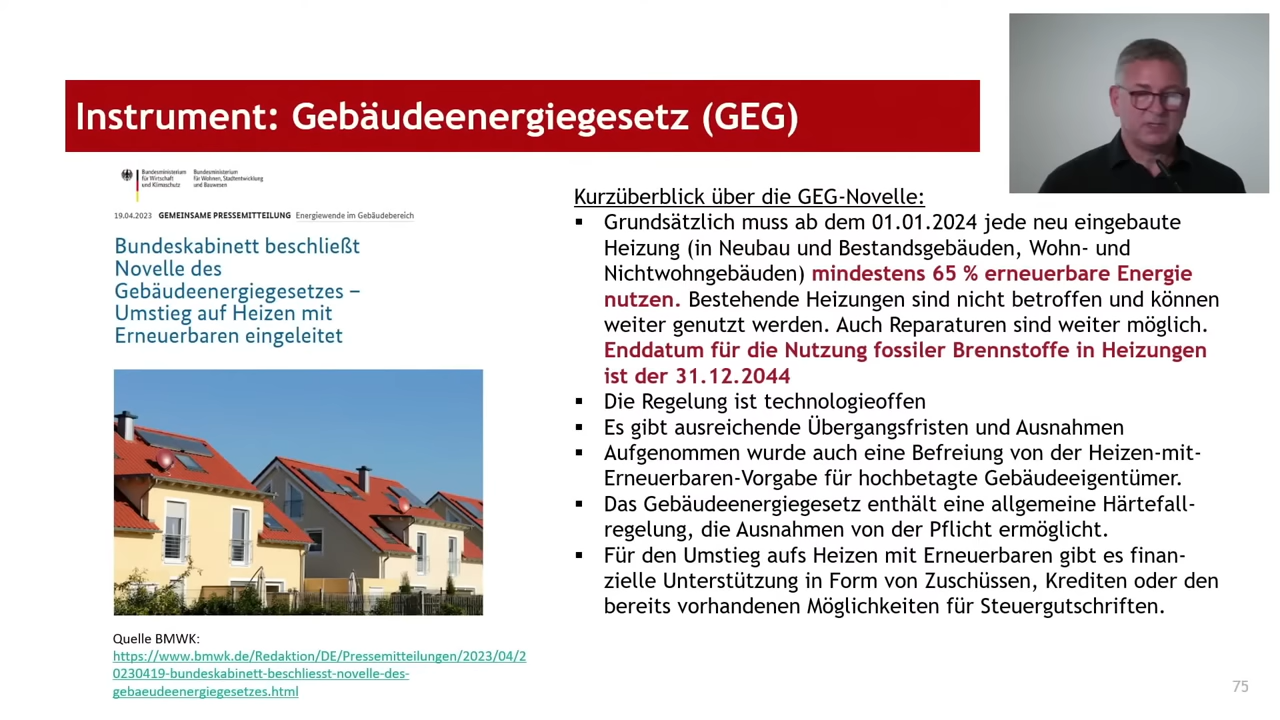 Instrument: Gebäudeenergiegesetz (GEG)
Bundesministerium
für Wirtschaft
und Klimaschutz
Bundesministerium
für Wohnen, Stadtentwicklung
und Bauwesen
19.04.2023 GEMEINSAME PRESSEMITTEILUNG Energiewende im Gebäudebereich
Bundeskabinett beschließt
Novelle des
Gebäudeenergiegesetzes –
Umstieg auf Heizen mit
Erneuerbaren eingeleitet
Quelle BMWK:
https://www.bmwk.de/Redaktion/DE/Pressemitteilungen/2023/04/2
0230419-bundeskabinett-beschliesst-novelle-des-
gebaeudeenergiegesetzes.html
Kurzüberblick über die GEG-Novelle:
▪ Grundsätzlich muss ab dem 01.01.2024 jede neu eingebaute
Heizung (in Neubau und Bestandsgebäuden, Wohn- und
Nichtwohngebäuden) mindestens 65 % erneuerbare Energie
nutzen. Bestehende Heizungen sind nicht betroffen und können
weiter genutzt werden. Auch Reparaturen sind weiter möglich.
Enddatum für die Nutzung fossiler Brennstoffe in Heizungen
ist der 31.12.2044
▪ Die Regelung ist technologieoffen
▪ Es gibt ausreichende Übergangsfristen und Ausnahmen
▪ Aufgenommen wurde auch eine Befreiung von der Heizen-mit-
Erneuerbaren-Vorgabe für hochbetagte Gebäudeeigentümer.
▪ Das Gebäudeenergiegesetz enthält eine allgemeine Härtefall-
regelung, die Ausnahmen von der Pflicht ermöglicht.
▪ Für den Umstieg aufs Heizen mit Erneuerbaren gibt es finan-
zielle Unterstützung in Form von Zuschüssen, Krediten oder den
bereits vorhandenen Möglichkeiten für Steuergutschriften.
75